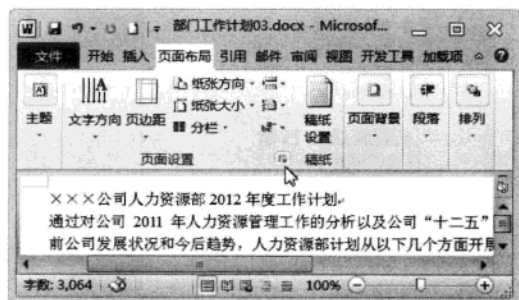 部门工作计划03.docx - Microsof...
文件 开始 插入 页面布局 引用 邮件 审阅 视图 开发工具 加载项
主题 文字方向 页边距 纸张方向 纸张大小 分栏 稿纸设置 页面背景 段落 排列
页面设置 稿纸
×××公司人力资源部 2012 年度工作计划
通过对公司 2011 年人力资源管理工作的分析以及公司“十二五”
前公司发展状况和今后趋势，人力资源部计划从以下几个方面开展
字数: 3,064 100%